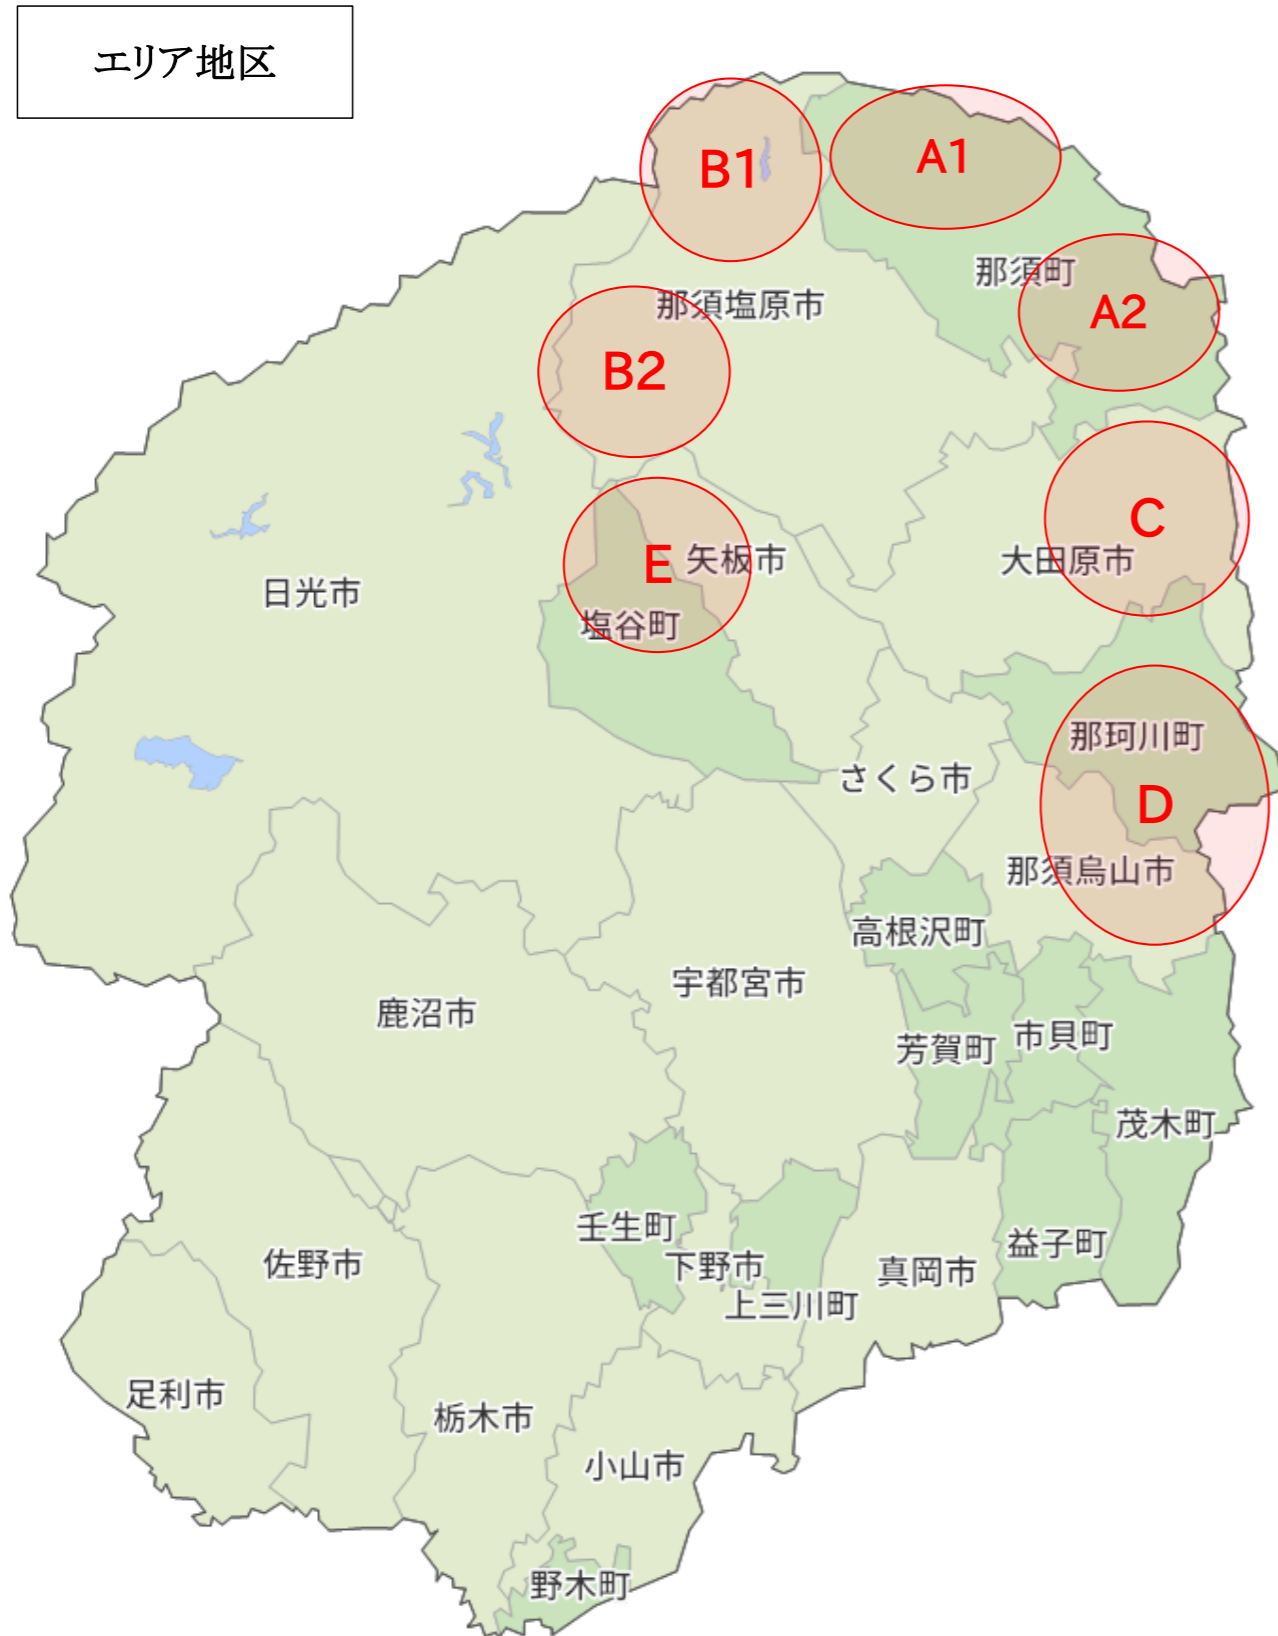 エリア地区
B1
A1
那須町
那須塩原市
A2
B2
C
矢板市
大田原市
E
日光市
塩谷町
那珂川町
さくら市
D
那須烏山市
高根沢町
宇都宮市
鹿沼市
市貝町
芳賀町
茂木町
壬生町
益子町
佐野市
下野市
真岡市
上三川町
足利市
栃木市
小山市
野木町